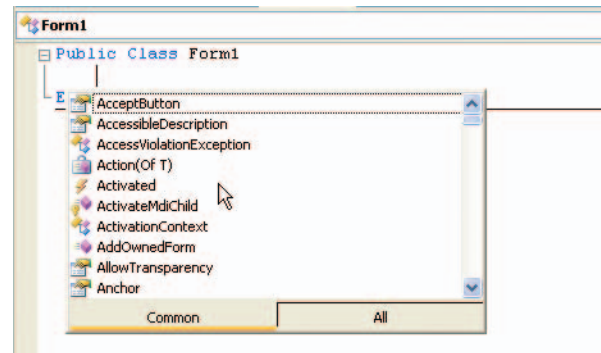 Form1
Public Class Form1
E
AcceptButton
AccessibleDescription
AccessViolationException
Action(Of T)
Activated
ActivateMdiChild
ActivationContext
AddOwnedForm
AllowTransparency
Anchor
Common All